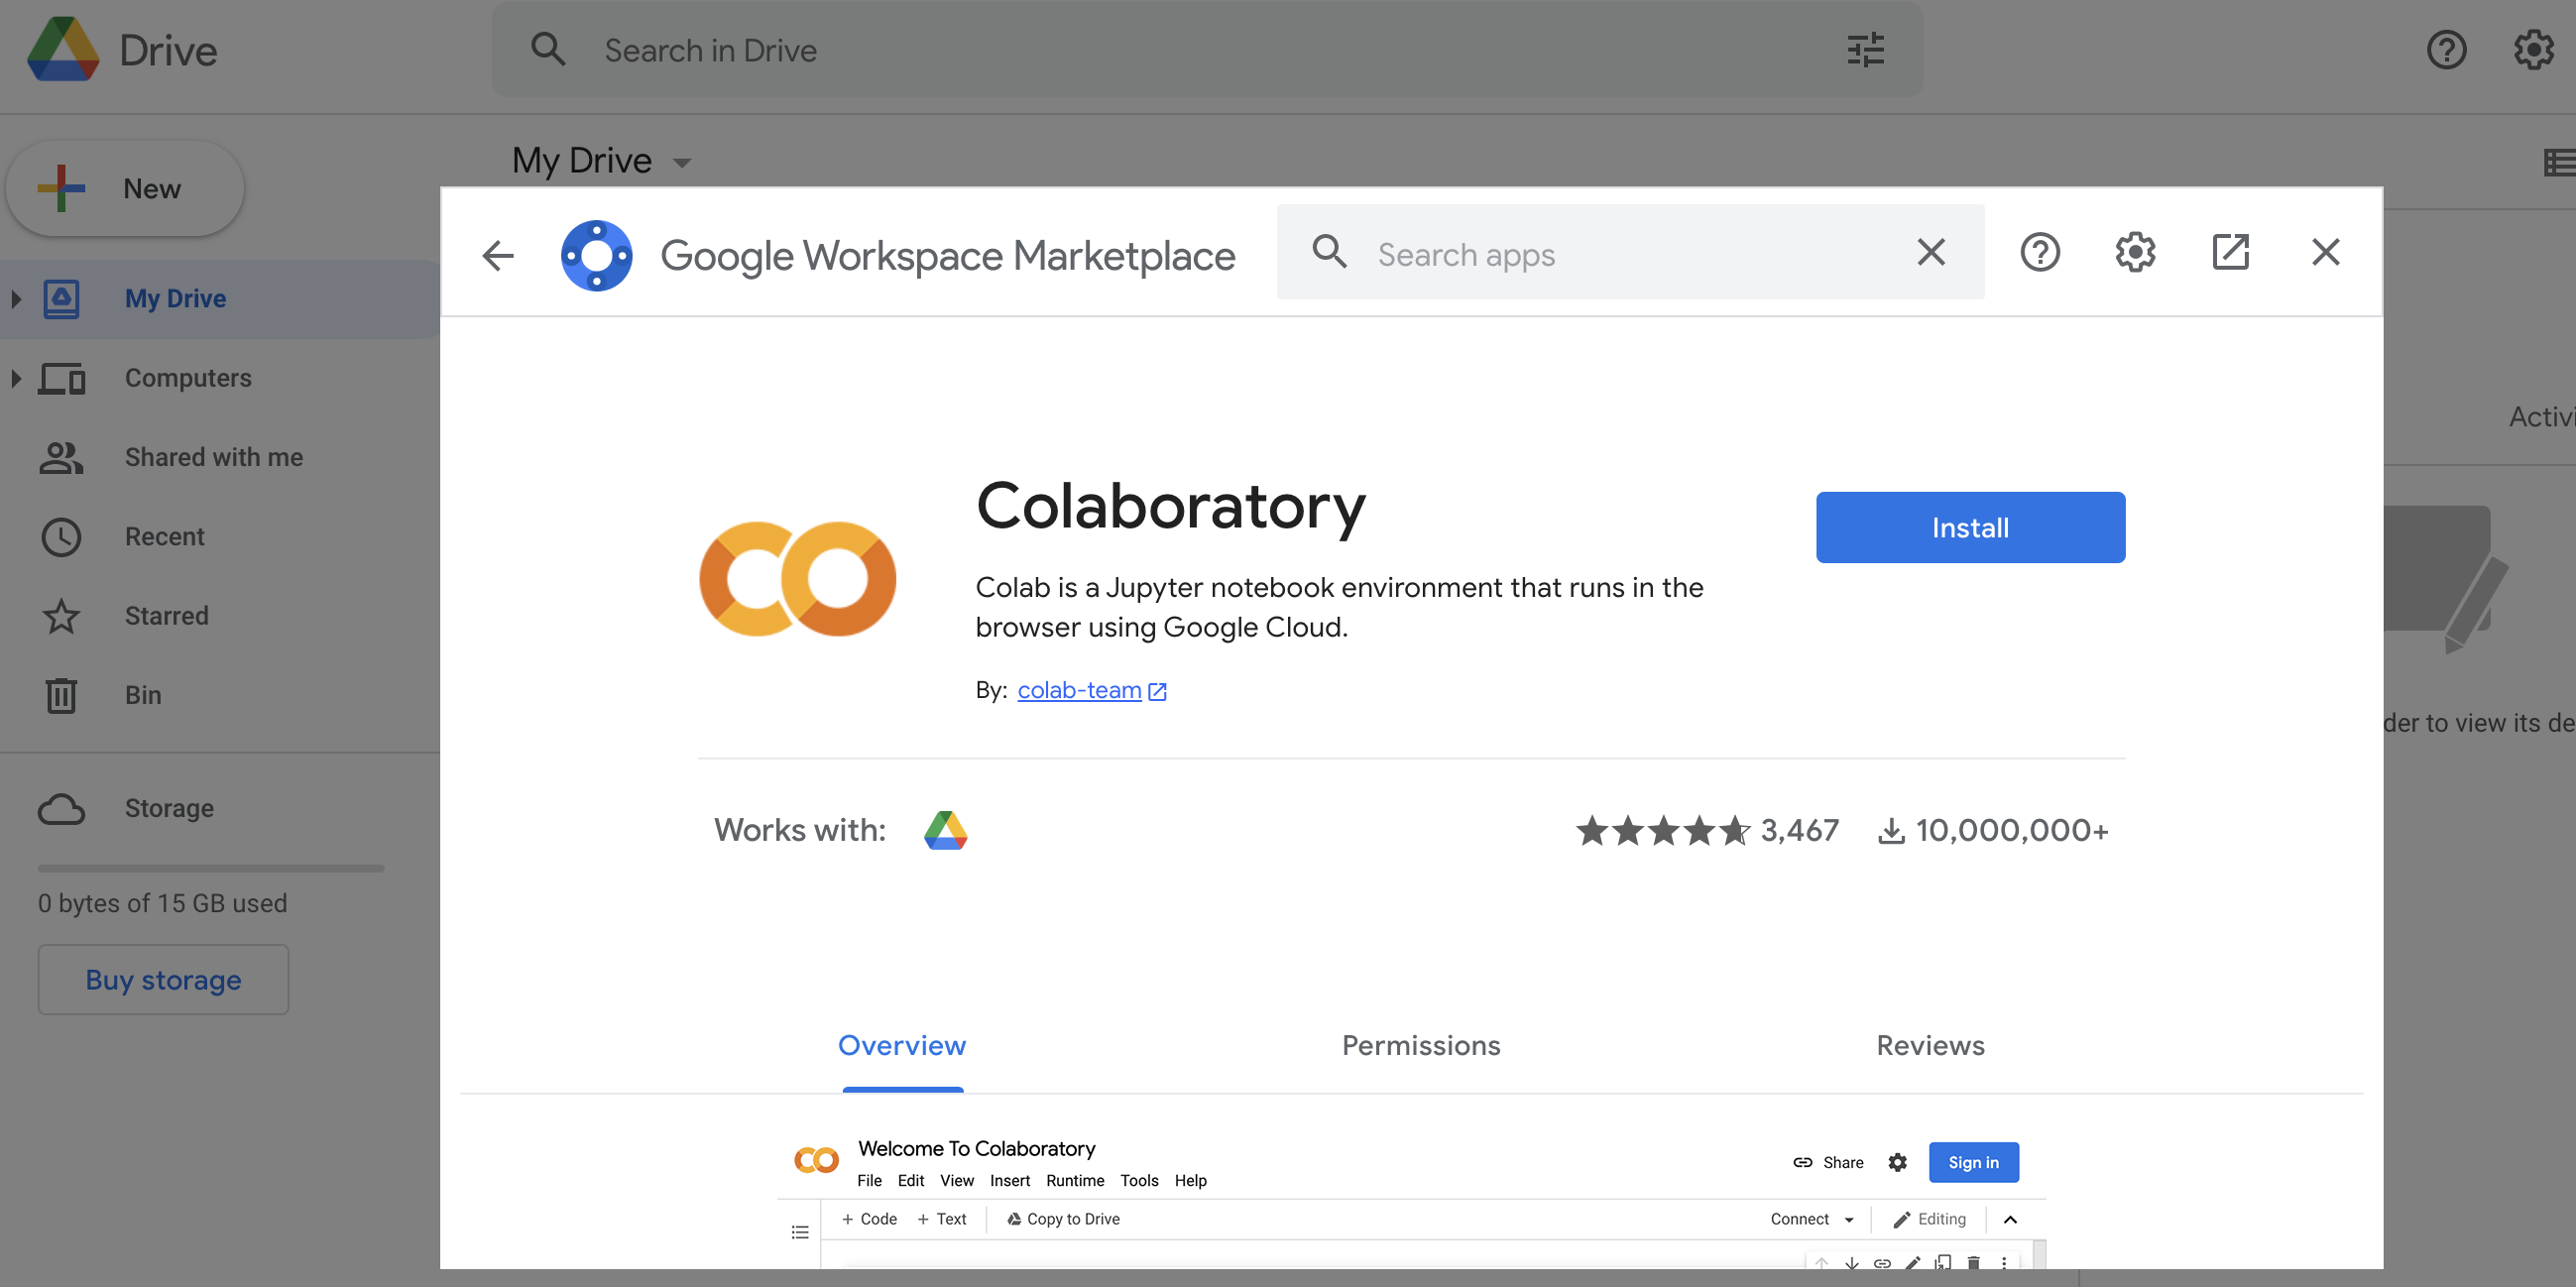 Drive
Search in Drive
New
My Drive
My Drive
Computers
Shared with me
Recent
Starred
Bin
Storage
0 bytes of 15 GB used
Buy storage
Google Workspace Marketplace
Search apps
Colaboratory
Install
Colab is a Jupyter notebook environment that runs in the
browser using Google Cloud.
By: colab-team
Works with:
3,467
10,000,000+
Overview
Permissions
Reviews
Welcome To Colaboratory
File Edit View Insert Runtime Tools Help
Share
Sign in
+ Code + Text
Copy to Drive
Connect
Editing
Activi
der to view its de